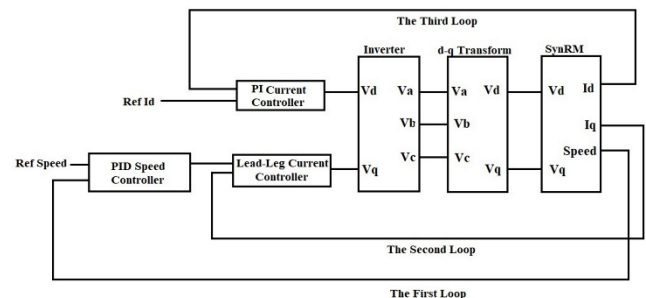 The Third Loop
Inverter
d-q Transform
SynRM
PI Current
Controller
Ref Id
Vd
Va
Va
Vd
Vd
Id
Vb
Vb
Iq
Ref Speed
PID Speed
Controller
Lead-Leg Current
Controller
Vq
Vc
Vc
Vq
Vq
Speed
The Second Loop
The First Loop